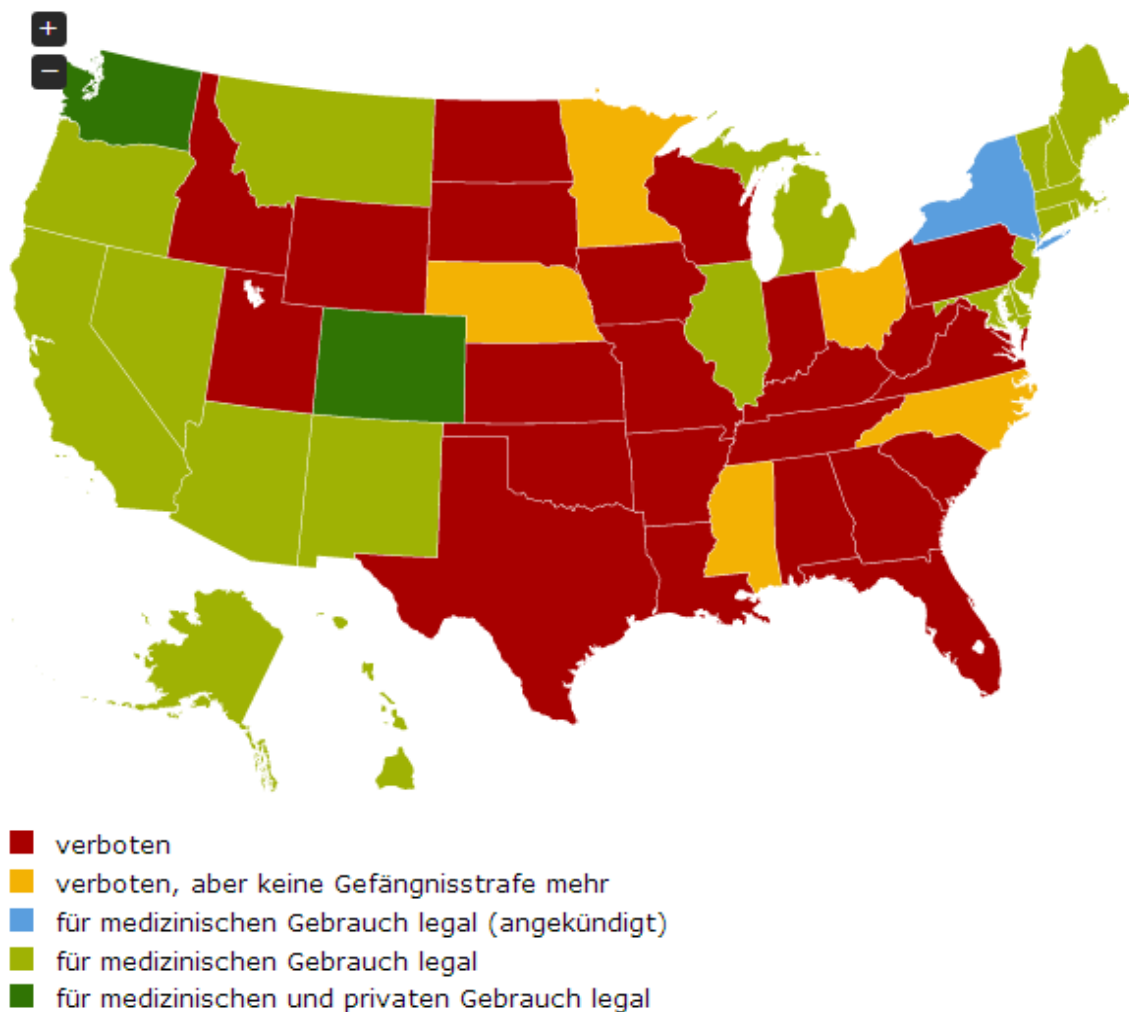 +
−
verboten
verboten, aber keine Gefängnisstrafe mehr
für medizinischen Gebrauch legal (angekündigt)
für medizinischen Gebrauch legal
für medizinischen und privaten Gebrauch legal